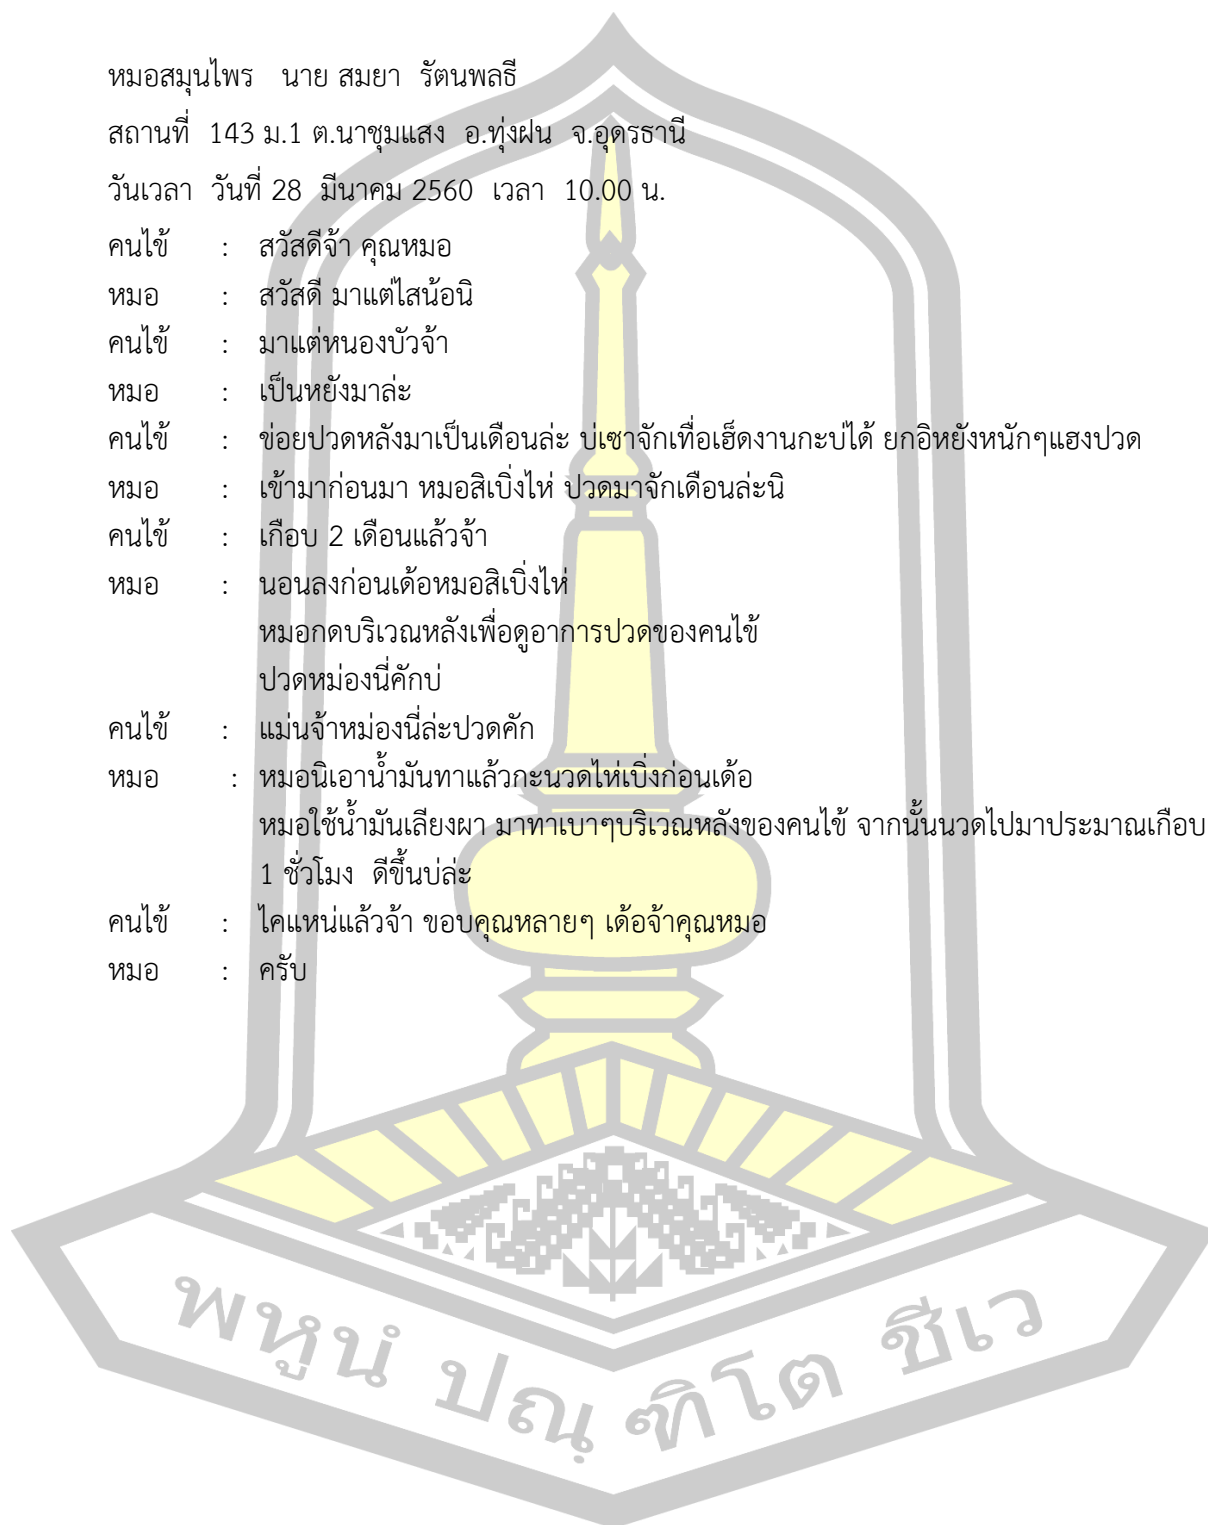 หมอสมุนไพร นาย สมยา รัตนพลธี
สถานที่ 143 ม.1 ต.นาชุมแสง อ.ทุ่งฝน จ.อุดรธานี
วันเวลา วันที่ 28 มีนาคม 2560 เวลา 10.00 น.
คนไข้ : สวัสดีจ้า คุณหมอ
หมอ : สวัสดี มาแต่ไสน้อนิ
คนไข้ : มาแต่หนองบัวจ้า
หมอ : เป็นหยังมาล่ะ
คนไข้ : ข่อยปวดหลังมาเป็นเดือนล่ะ บ่เซาจักเทื่อเฮ็ดงานกะบ่ได้ ยกอิหยังหนักๆแฮงปวด
หมอ : เข้ามาก่อนมา หมอสิเบิ่งไห่ ปวดมาจักเดือนล่ะนิ
คนไข้ : เกือบ 2 เดือนแล้วจ้า
หมอ : นอนลงก่อนเด้อหมอสิเบิ่งไห่
หมอกดบริเวณหลังเพื่อดูอาการปวดของคนไข้
ปวดหม่องนี่คักบ่
คนไข้ : แม่นจ้าหม่องนี่ล่ะปวดคัก
หมอ : หมอนิเอาน้ำมันทาแล้วกะนวดไห่เบิ่งก่อนเด้อ
หมอใช้น้ำมันเลียงผา มาทาเบาๆบริเวณหลังของคนไข้ จากนั้นนวดไปมาประมาณเกือบ
1 ชั่วโมง ดีขึ้นบ่ล่ะ
คนไข้ : ไคแหน่แล้วจ้า ขอบคุณหลายๆ เด้อจ้าคุณหมอ
หมอ : ครับ
พหูนํ ปณฺฑิโต ชีเว